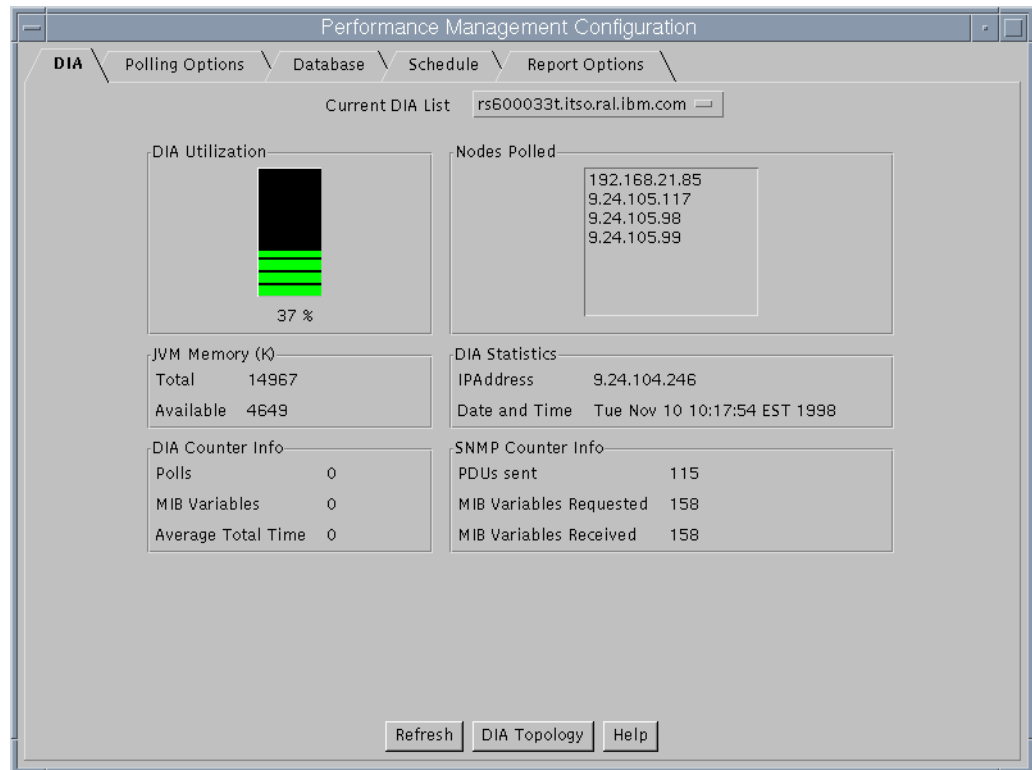 Performance Management Configuration
DIA Polling Options Database Schedule Report Options
Current DIA List rs600033t.itso.ral.ibm.com
DIA Utilization
37 %
Nodes Polled
192.168.21.85
9.24.105.117
9.24.105.98
9.24.105.99
JVM Memory (K)
Total 14967
Available 4649
DIA Statistics
IPAddress 9.24.104.246
Date and Time Tue Nov 10 10:17:54 EST 1998
DIA Counter Info
Polls 0
MIB Variables 0
Average Total Time 0
SNMP Counter Info
PDUs sent 115
MIB Variables Requested 158
MIB Variables Received 158
Refresh DIA Topology Help